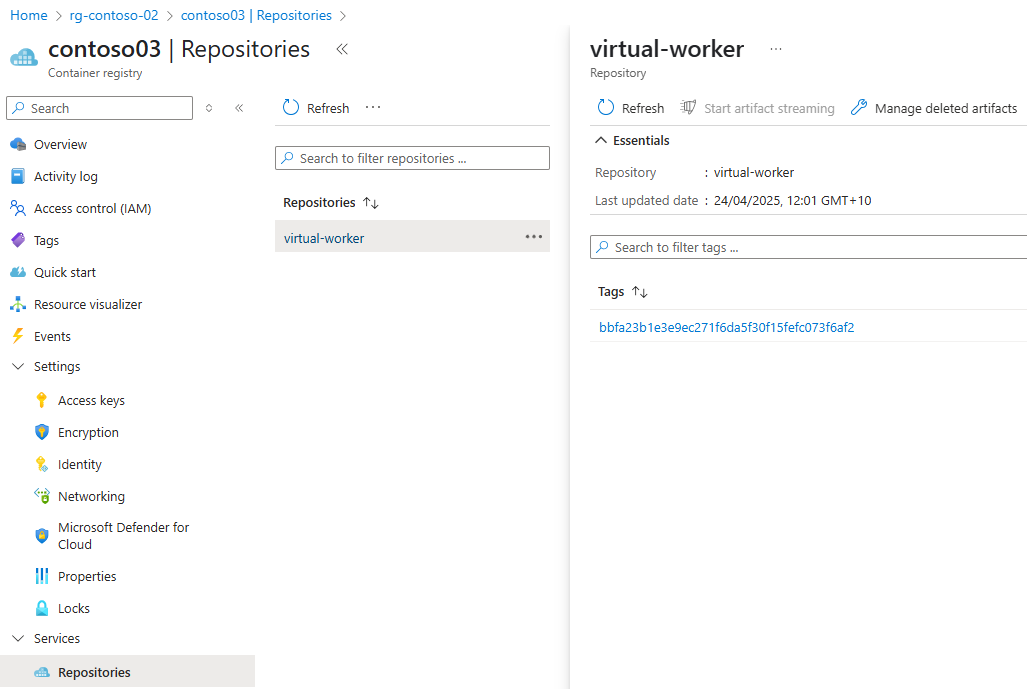 Home > rg-contoso-02 > contoso03 | Repositories >
contoso03 | Repositories «
Container registry
Search «
Overview
Activity log
Access control (IAM)
Tags
Quick start
Resource visualizer
Events
Settings
Access keys
Encryption
Identity
Networking
Microsoft Defender for
Cloud
Properties
Locks
Services
Repositories
Refresh ...
Search to filter repositories ...
Repositories ↑↓
virtual-worker ...
virtual-worker ...
Repository
Refresh Start artifact streaming Manage deleted artifacts
Essentials
Repository : virtual-worker
Last updated date : 24/04/2025, 12:01 GMT+10
Search to filter tags ...
Tags ↑↓
bbfa23b1e3e9ec271f6da5f30f15fefc073f6af2